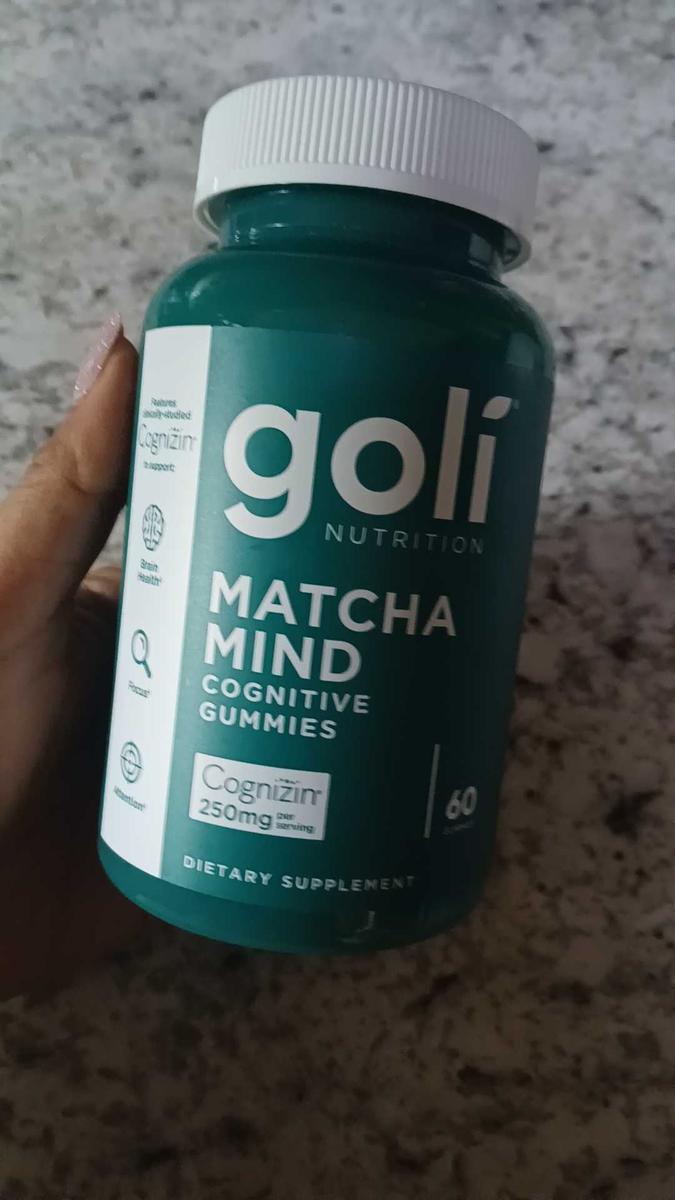 Features
clinically-studied
Cognizin®
to support:
Brain
Health†
Focus†
Attention†
goli®
NUTRITION
MATCHA
MIND
COGNITIVE
GUMMIES
Cognizin®
250mg per
serving
60
GUMMIES
DIETARY SUPPLEMENT